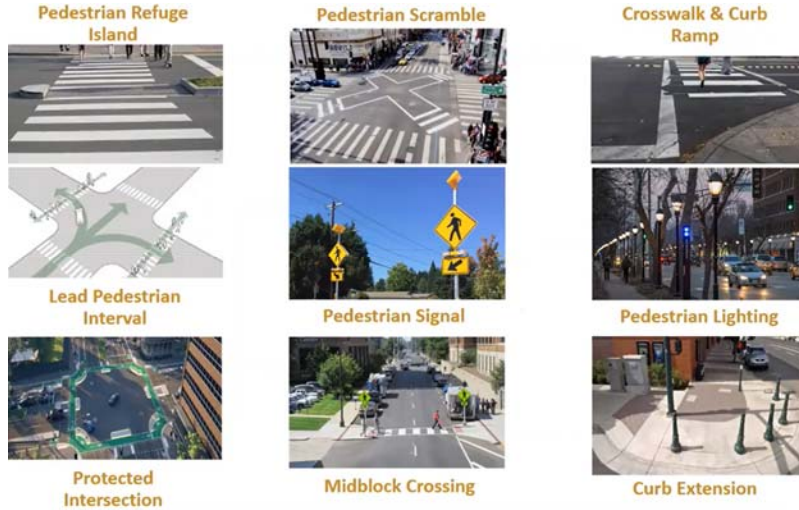 Pedestrian Refuge
Island
Pedestrian Scramble
Crosswalk & Curb
Ramp
Lead Pedestrian
Interval
Pedestrian Signal
Pedestrian Lighting
Protected
Intersection
Midblock Crossing
Curb Extension